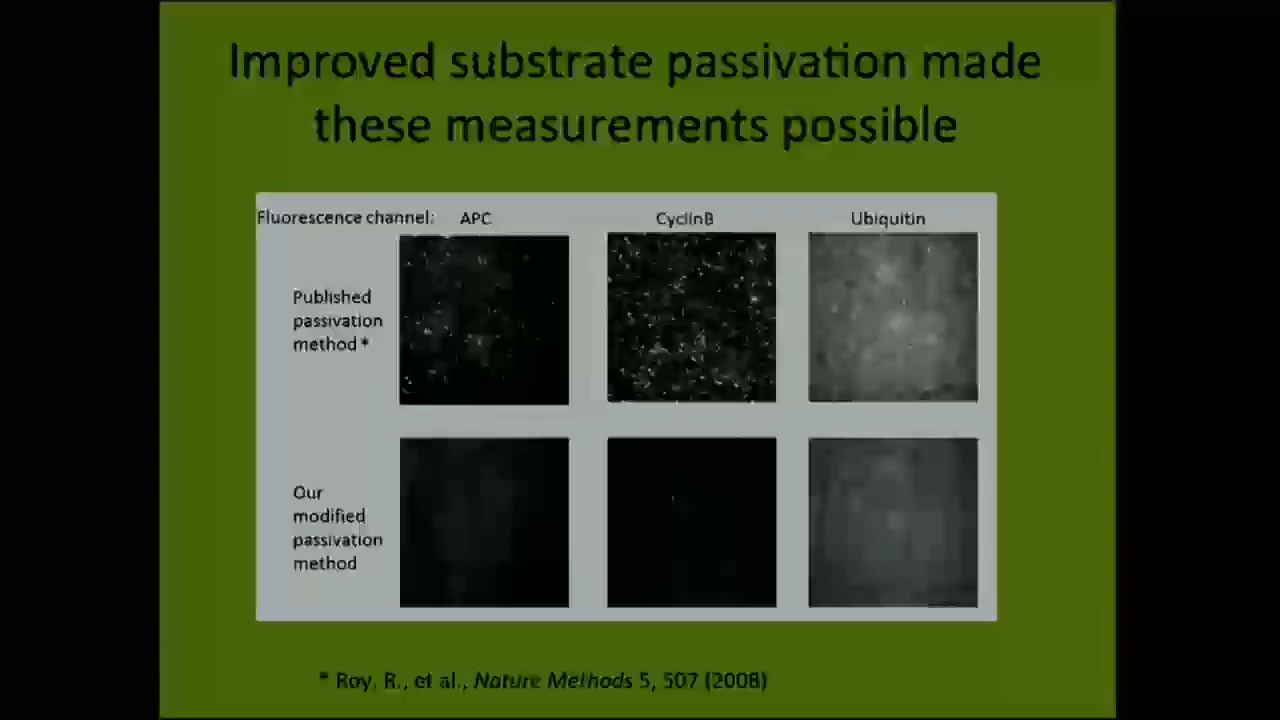 Improved substrate passivation made
these measurements possible
Fluorescence channel: APC CyclinB Ubiquitin
Published
passivation
method *
Our
modified
passivation
method
* Roy, R., et al., Nature Methods 5, 507 (2008)